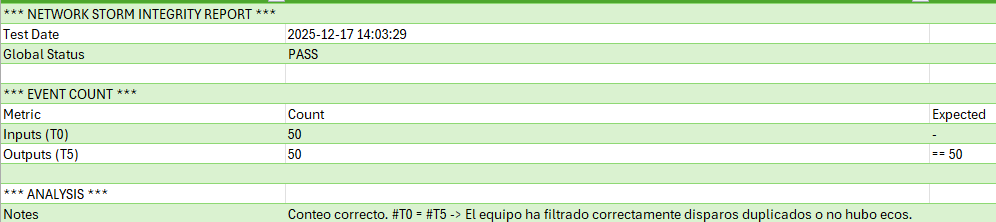 *** NETWORK STORM INTEGRITY REPORT ***
Test Date 2025-12-17 14:03:29
Global Status PASS
*** EVENT COUNT ***
Metric Count Expected
Inputs (T0) 50 -
Outputs (T5) 50 == 50
*** ANALYSIS ***
Notes Conteo correcto. #T0 = #T5 -> El equipo ha filtrado correctamente disparos duplicados o no hubo ecos.